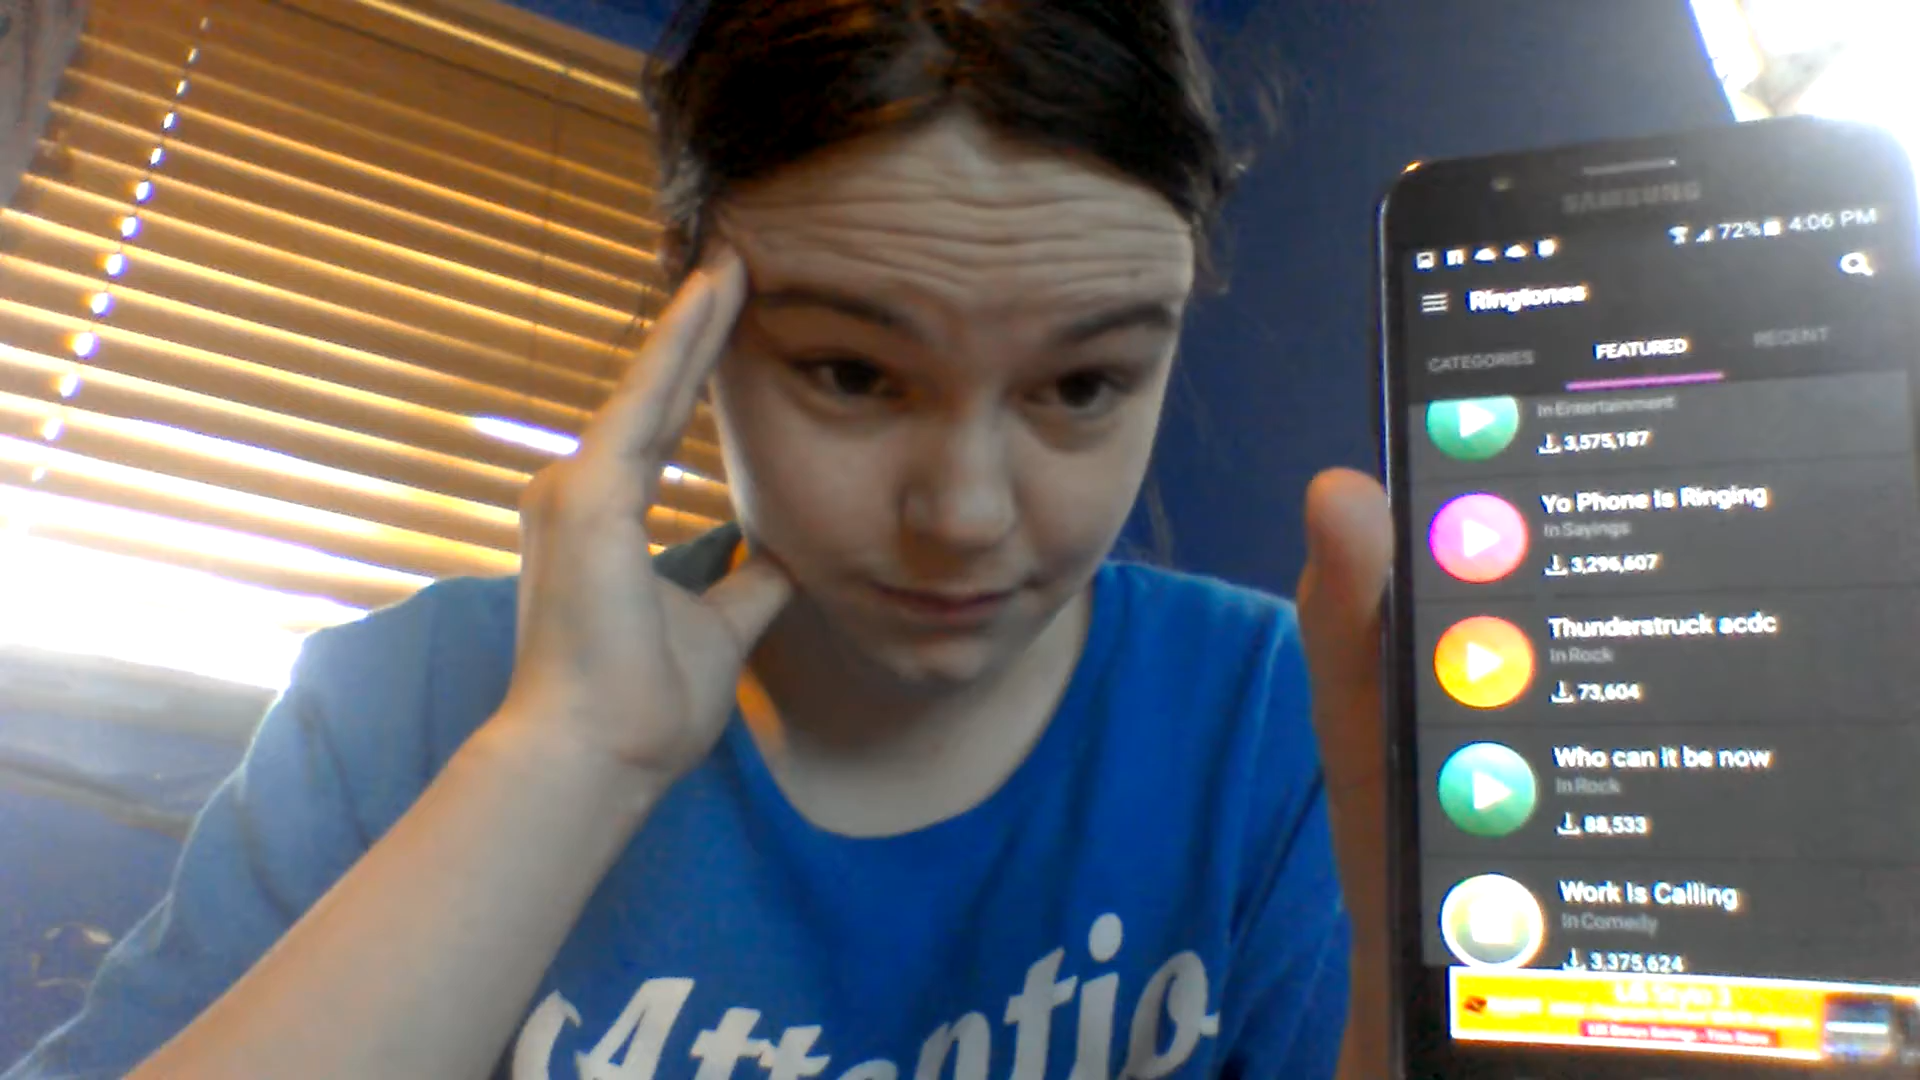 SAMSUNG
72% 4:06 PM
Ringtones
CATEGORIES FEATURED RECENT
In Entertainment
3,575,187
Yo Phone Is Ringing
In Sayings
3,296,607
Thunderstruck acdc
In Rock
73,604
Who can it be now
In Rock
88,533
Work Is Calling
In Comedy
3,375,624
Attentio